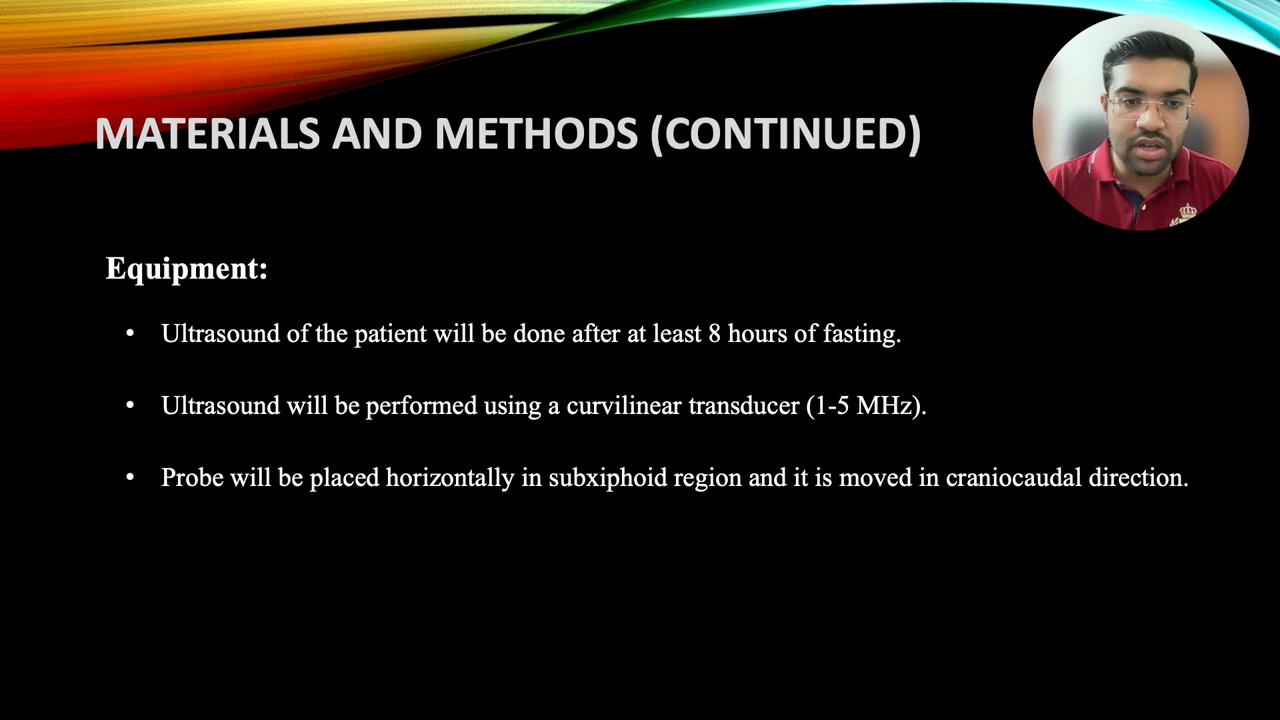 MATERIALS AND METHODS (CONTINUED)
Equipment:
• Ultrasound of the patient will be done after at least 8 hours of fasting.
• Ultrasound will be performed using a curvilinear transducer (1-5 MHz).
• Probe will be placed horizontally in subxiphoid region and it is moved in craniocaudal direction.